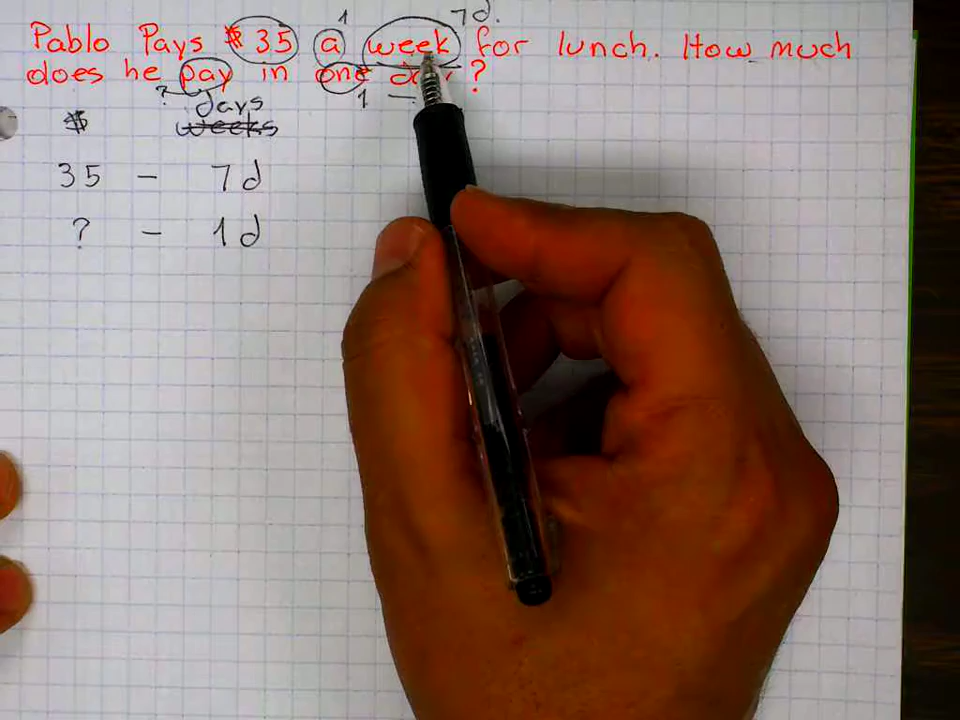 1 7d.
Pablo Pays $ 35 a week for lunch. How much
does he pay in one day ?
? days 1 —
$ weeks
35 - 7d
? - 1d